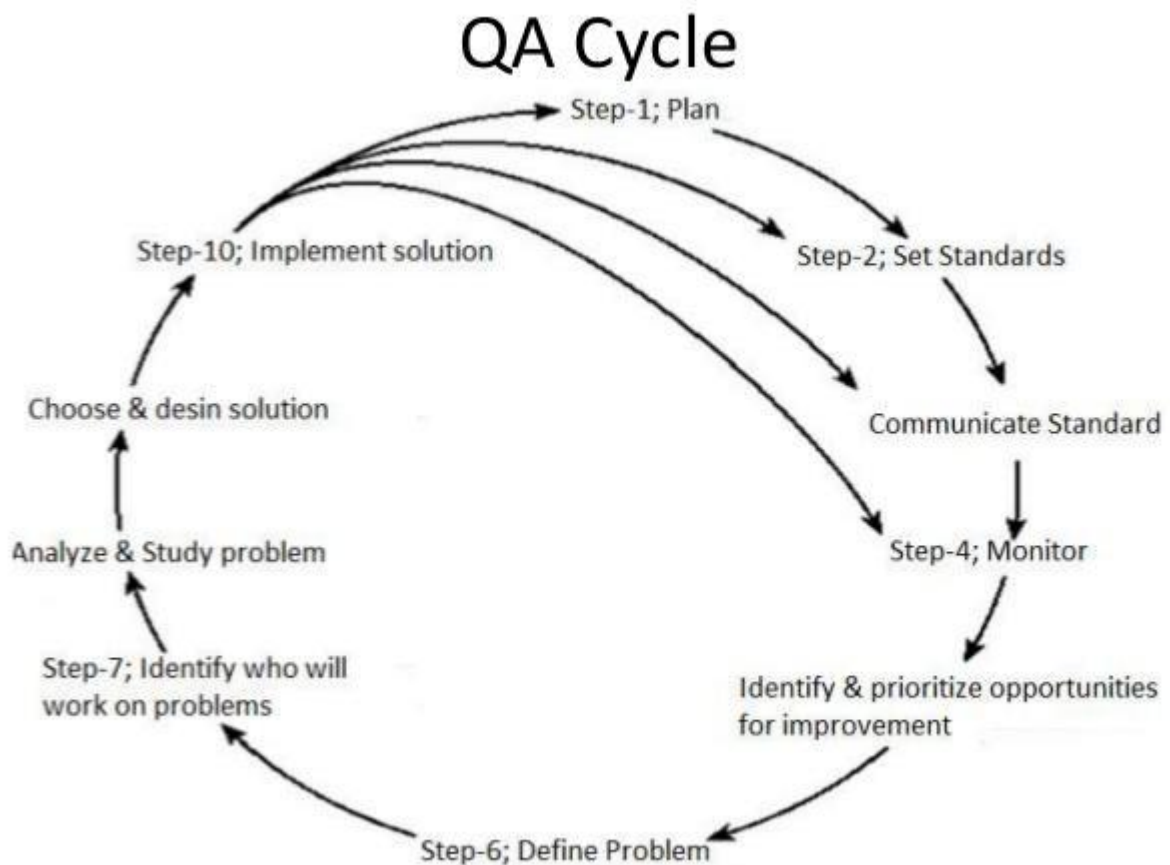 QA Cycle
Step-1; Plan
Step-2; Set Standards
Communicate Standard
Step-4; Monitor
Identify & prioritize opportunities
for improvement
Step-6; Define Problem
Step-7; Identify who will
work on problems
Analyze & Study problem
Choose & desin solution
Step-10; Implement solution